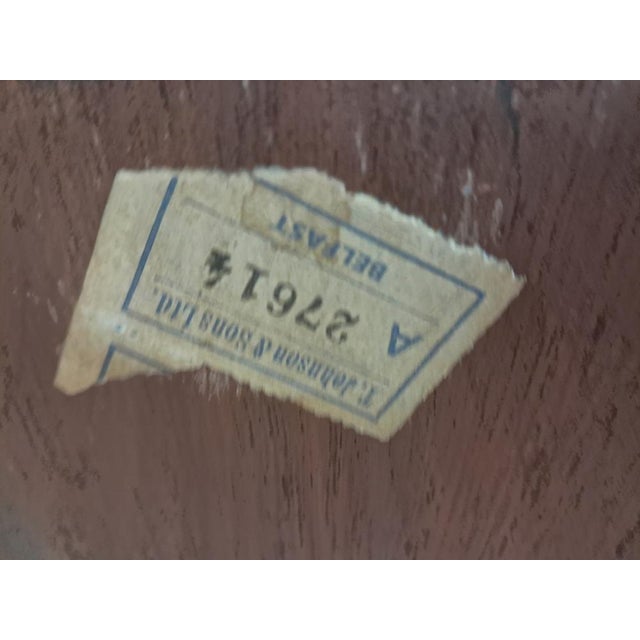 T. Johnson & Sons Ltd.
A 27614
BELFAST